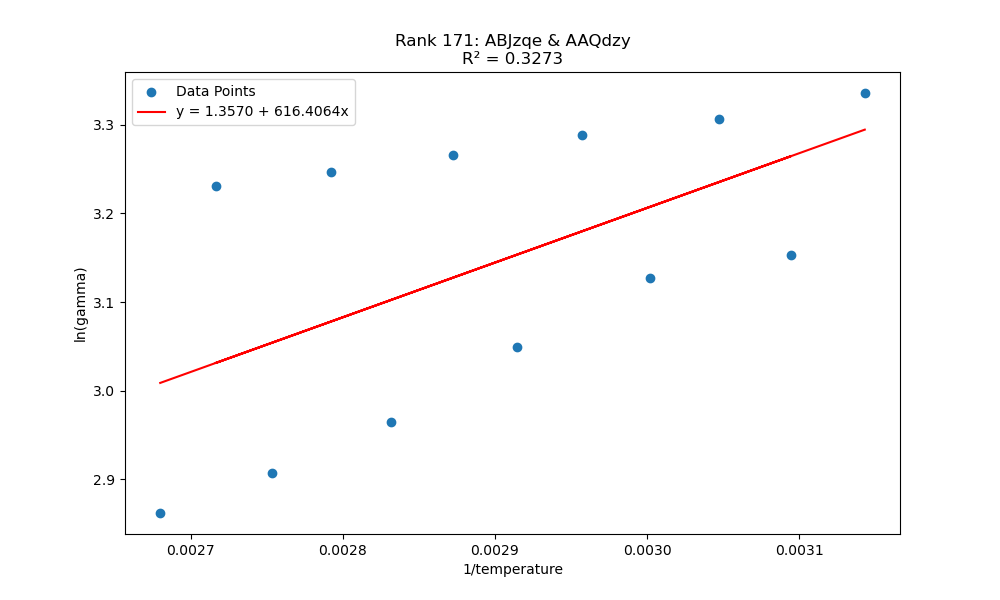 Rank 171: ABJzqe & AAQdzy
R² = 0.3273
Data Points
y = 1.3570 + 616.4064x
3.3
3.2
3.1
3.0
2.9
ln(gamma)
0.0027
0.0028
0.0029
0.0030
0.0031
1/temperature